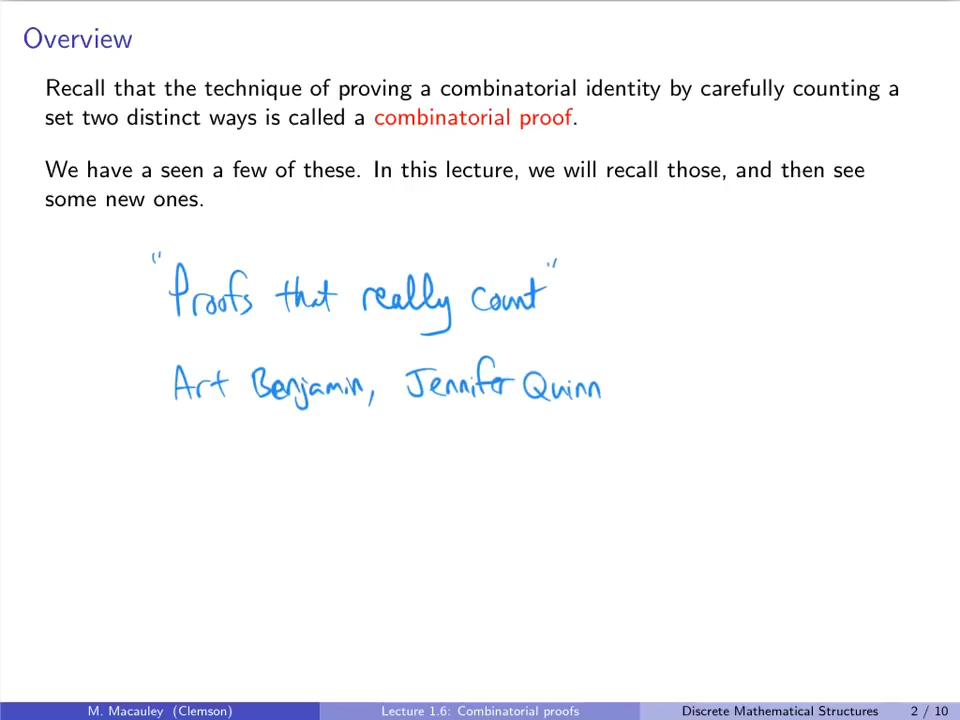 Overview
Recall that the technique of proving a combinatorial identity by carefully counting a
set two distinct ways is called a combinatorial proof.
We have a seen a few of these. In this lecture, we will recall those, and then see
some new ones.
"Proofs that really count"
Art Benjamin, Jennifer Quinn
M. Macauley (Clemson) Lecture 1.6: Combinatorial proofs Discrete Mathematical Structures 2 / 10